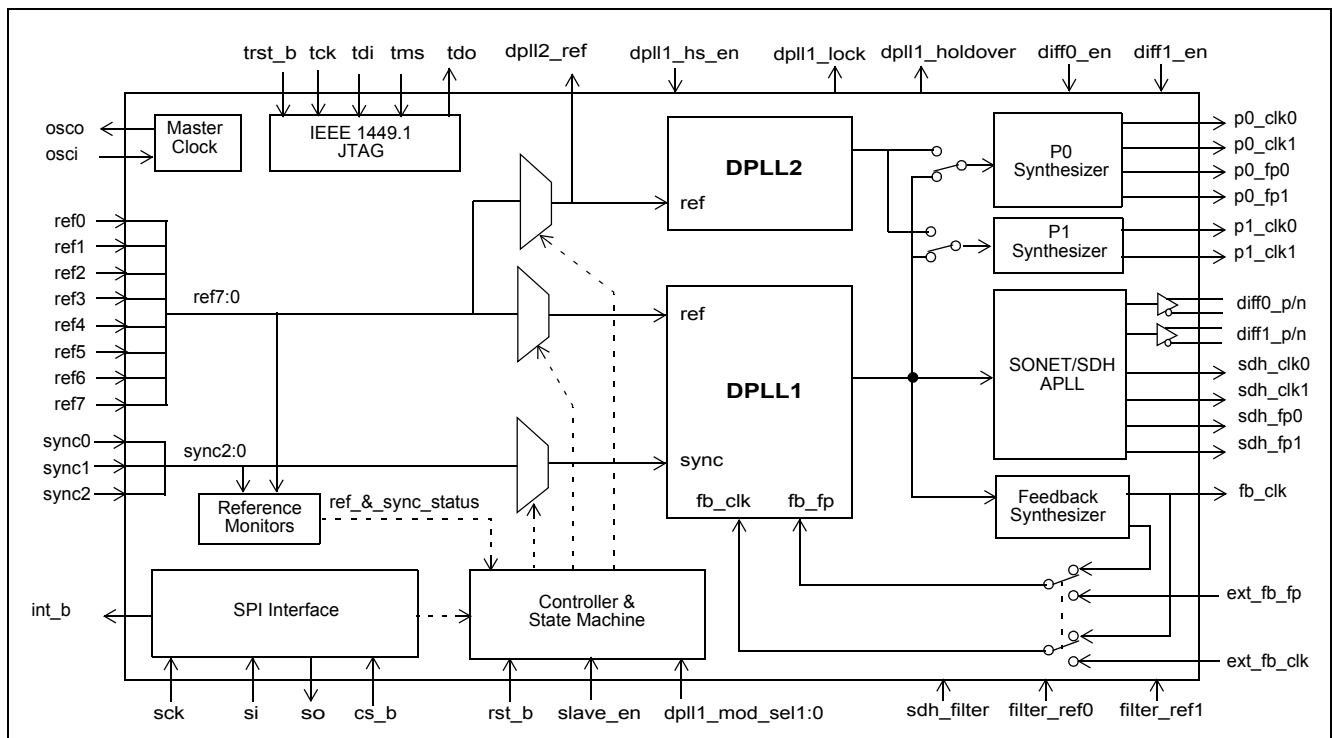 trst_b
tck
tdi
tms
tdo
dpll2_ref
dpll1_hs_en
dpll1_lock
dpll1_holdover
diff0_en
diff1_en
osco
osci
Master
Clock
IEEE 1449.1
JTAG
DPLL2
ref
P0
Synthesizer
p0_clk0
p0_clk1
p0_fp0
p0_fp1
P1
Synthesizer
p1_clk0
p1_clk1
ref0
ref1
ref2
ref3
ref4
ref5
ref6
ref7
ref7:0
ref
DPLL1
sync
fb_clk
fb_fp
SONET/SDH
APLL
diff0_p/n
diff1_p/n
sdh_clk0
sdh_clk1
sdh_fp0
sdh_fp1
sync0
sync1
sync2
sync2:0
Reference
Monitors
ref_&_sync_status
Feedback
Synthesizer
fb_clk
ext_fb_fp
ext_fb_clk
int_b
SPI Interface
Controller &
State Machine
sck
si
so
cs_b
rst_b
slave_en
dpll1_mod_sel1:0
sdh_filter
filter_ref0
filter_ref1